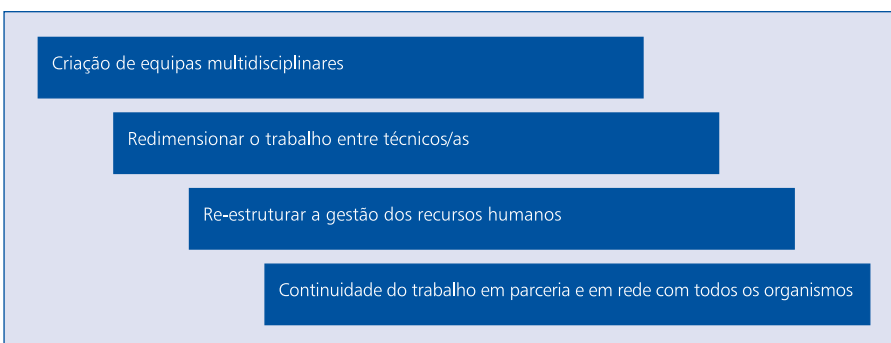 Criação de equipas multidisciplinares
Redimensionar o trabalho entre técnicos/as
Re-estruturar a gestão dos recursos humanos
Continuidade do trabalho em parceria e em rede com todos os organismos